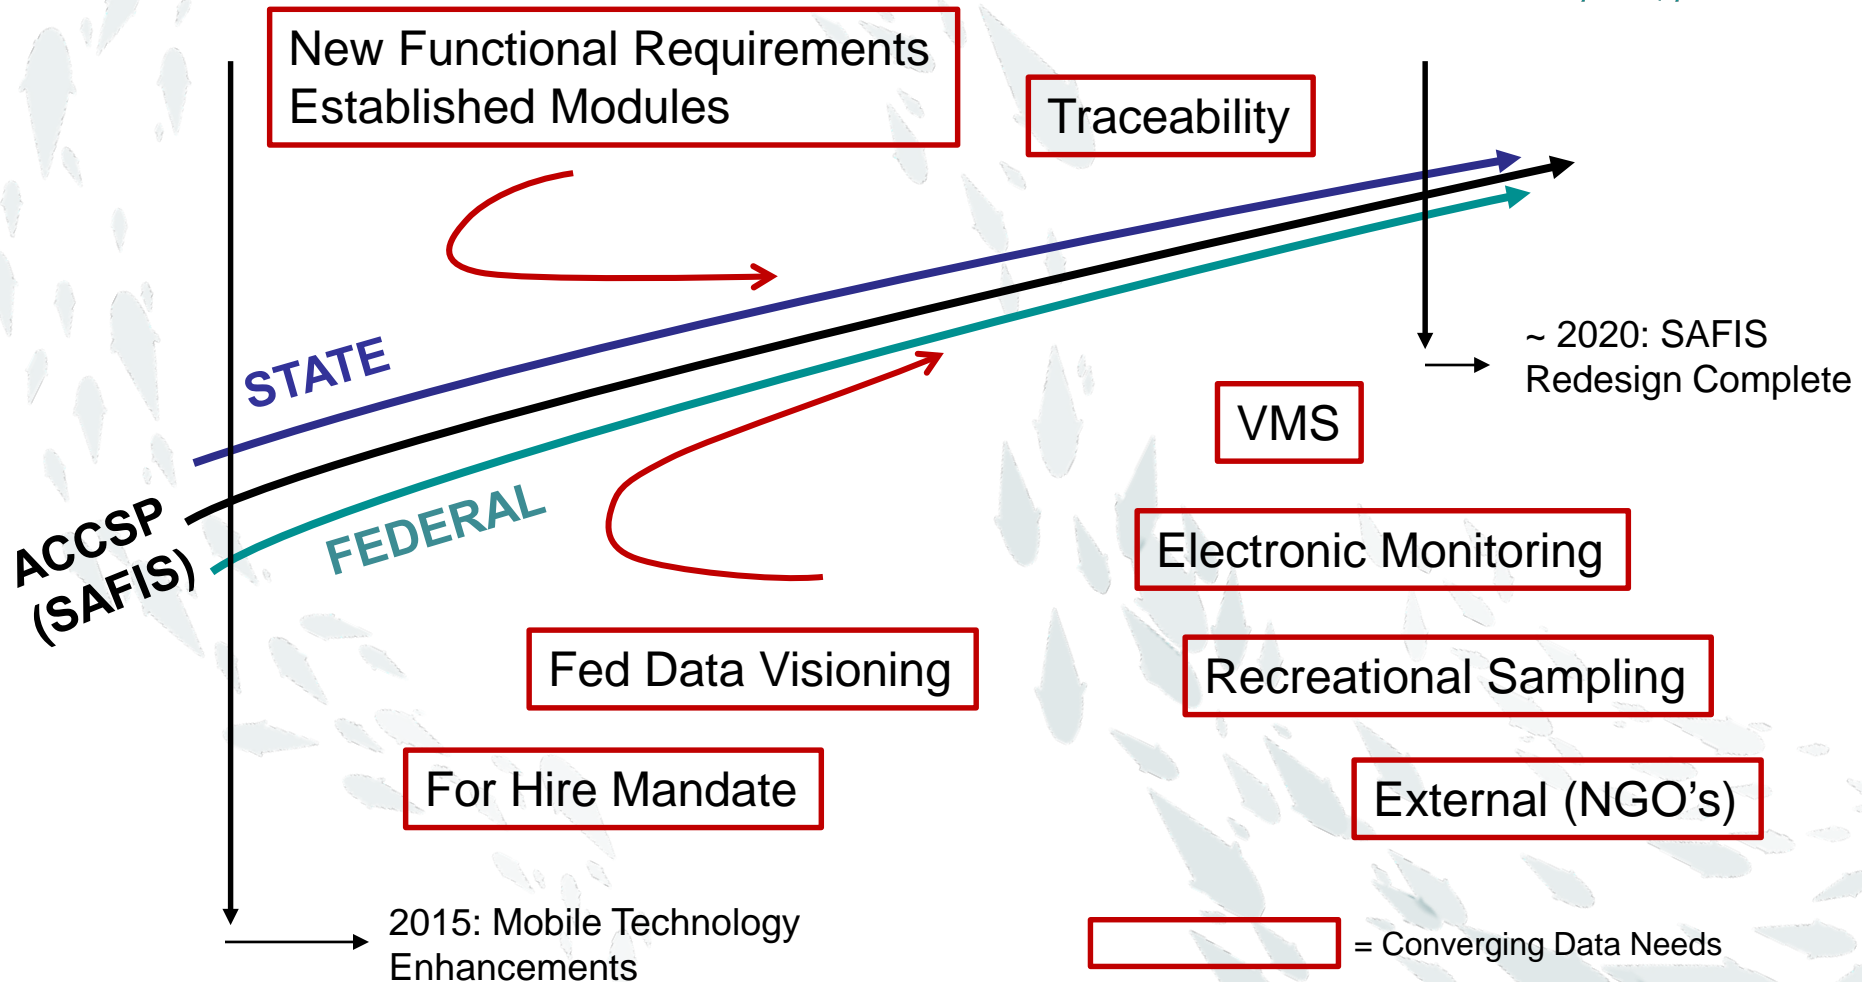 New Functional Requirements
Established Modules
Traceability
STATE
~ 2020: SAFIS
Redesign Complete
VMS
ACCSP
(SAFIS)
FEDERAL
Electronic Monitoring
Fed Data Visioning
Recreational Sampling
For Hire Mandate
External (NGO's)
2015: Mobile Technology
Enhancements
= Converging Data Needs